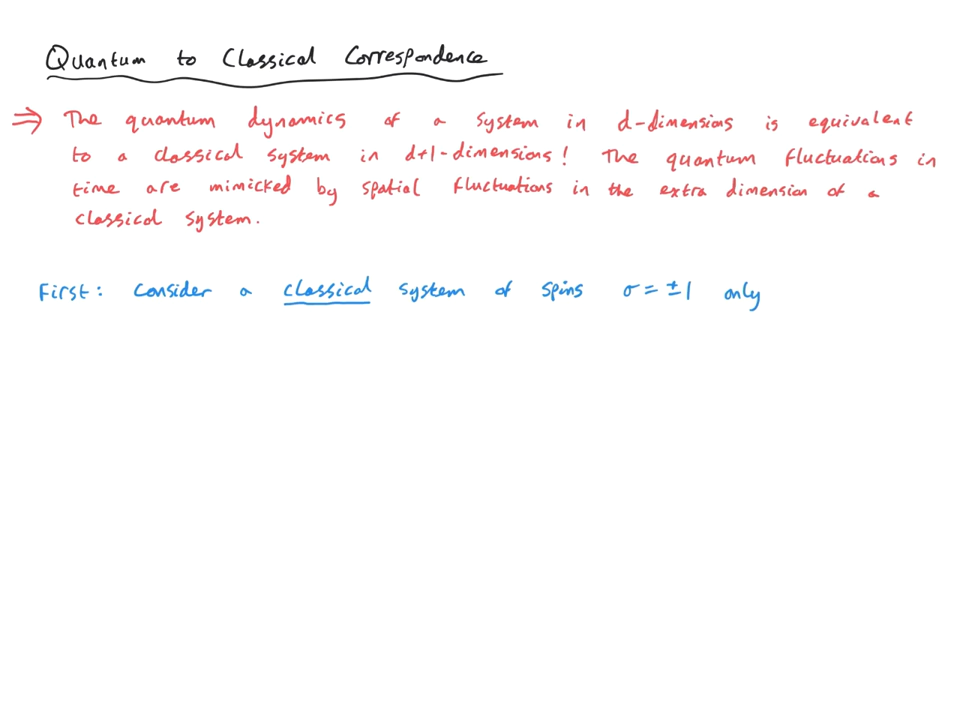 Quantum to Classical Correspondence
⇒ The quantum dynamics of a system in d-dimensions is equivalent
to a classical system in d+1-dimensions! The quantum fluctuations in
time are mimicked by spatial fluctuations in the extra dimension of a
classical system.
First: Consider a classical system of spins σ = ±1 only